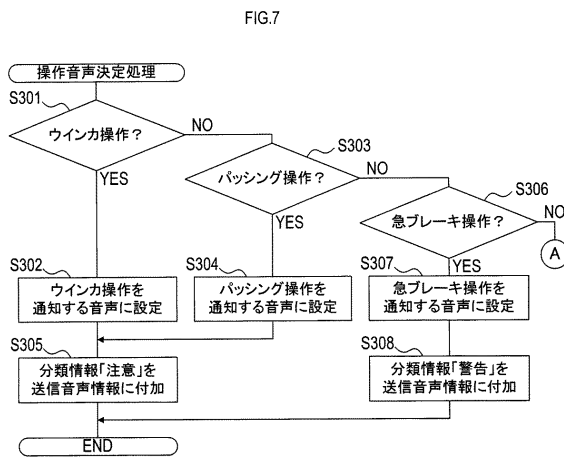 FIG.7
操作音声決定処理
S301
ウインカ操作？
NO
YES
S303
パッシング操作？
NO
YES
S306
急ブレーキ操作？
NO
YES
A
S302
ウインカ操作を
通知する音声に設定
S304
パッシング操作を
通知する音声に設定
S307
急ブレーキ操作を
通知する音声に設定
S305
分類情報「注意」を
送信音声情報に付加
S308
分類情報「警告」を
送信音声情報に付加
END